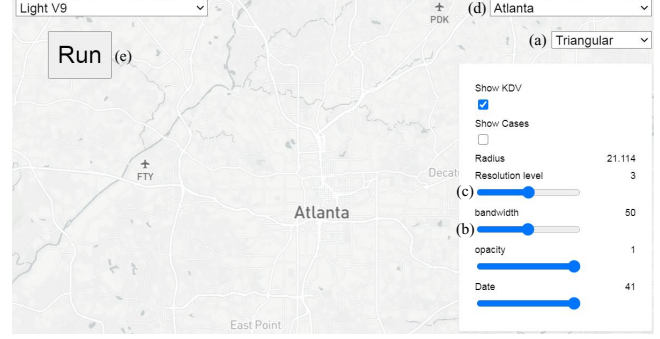 Light V9
(d) Atlanta
PDK
(a) Triangular
Run (e)
Show KDV
Show Cases
Radius 21.114
Resolution level 3
(c)
bandwidth 50
(b)
opacity 1
Date 41
FTY
Decat
Atlanta
East Point